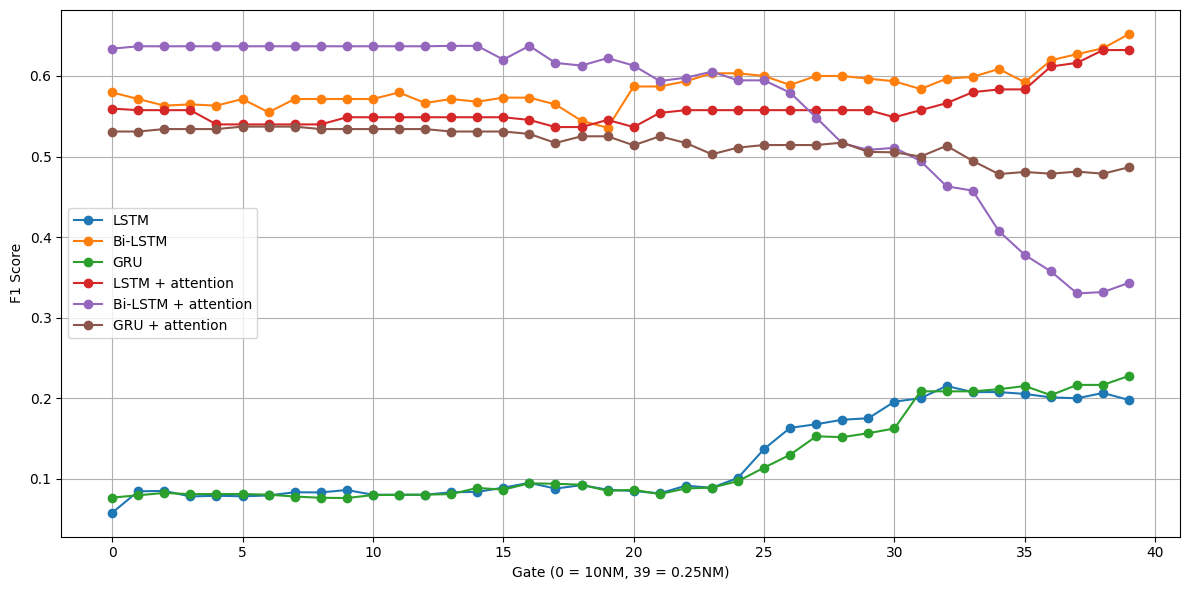 0.6
0.5
0.4
0.3
0.2
0.1
F1 Score
LSTM
Bi-LSTM
GRU
LSTM + attention
Bi-LSTM + attention
GRU + attention
0 5 10 15 20 25 30 35 40
Gate (0 = 10NM, 39 = 0.25NM)